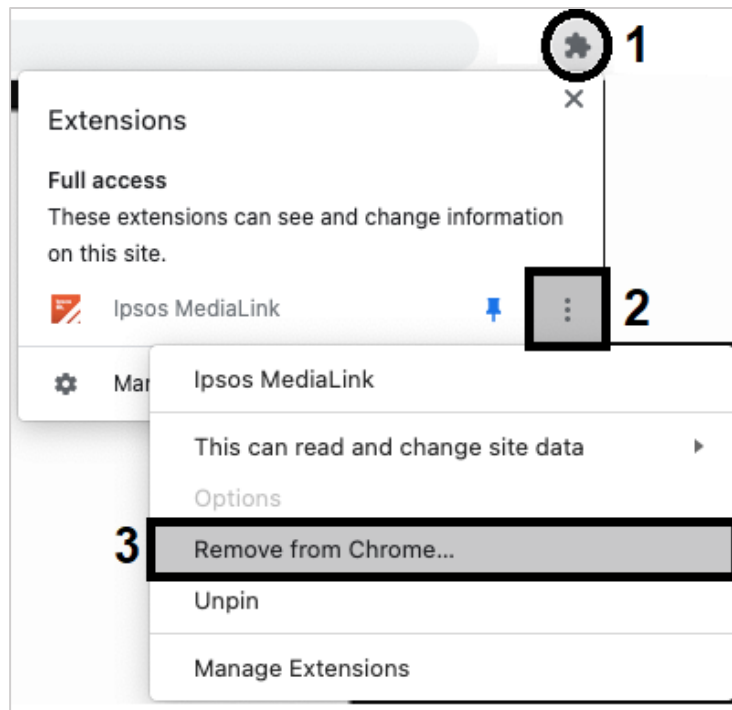 1
Extensions
Full access
These extensions can see and change information
on this site.
Ipsos MediaLink
2
Mar
Ipsos MediaLink
This can read and change site data
Options
3
Remove from Chrome...
Unpin
Manage Extensions